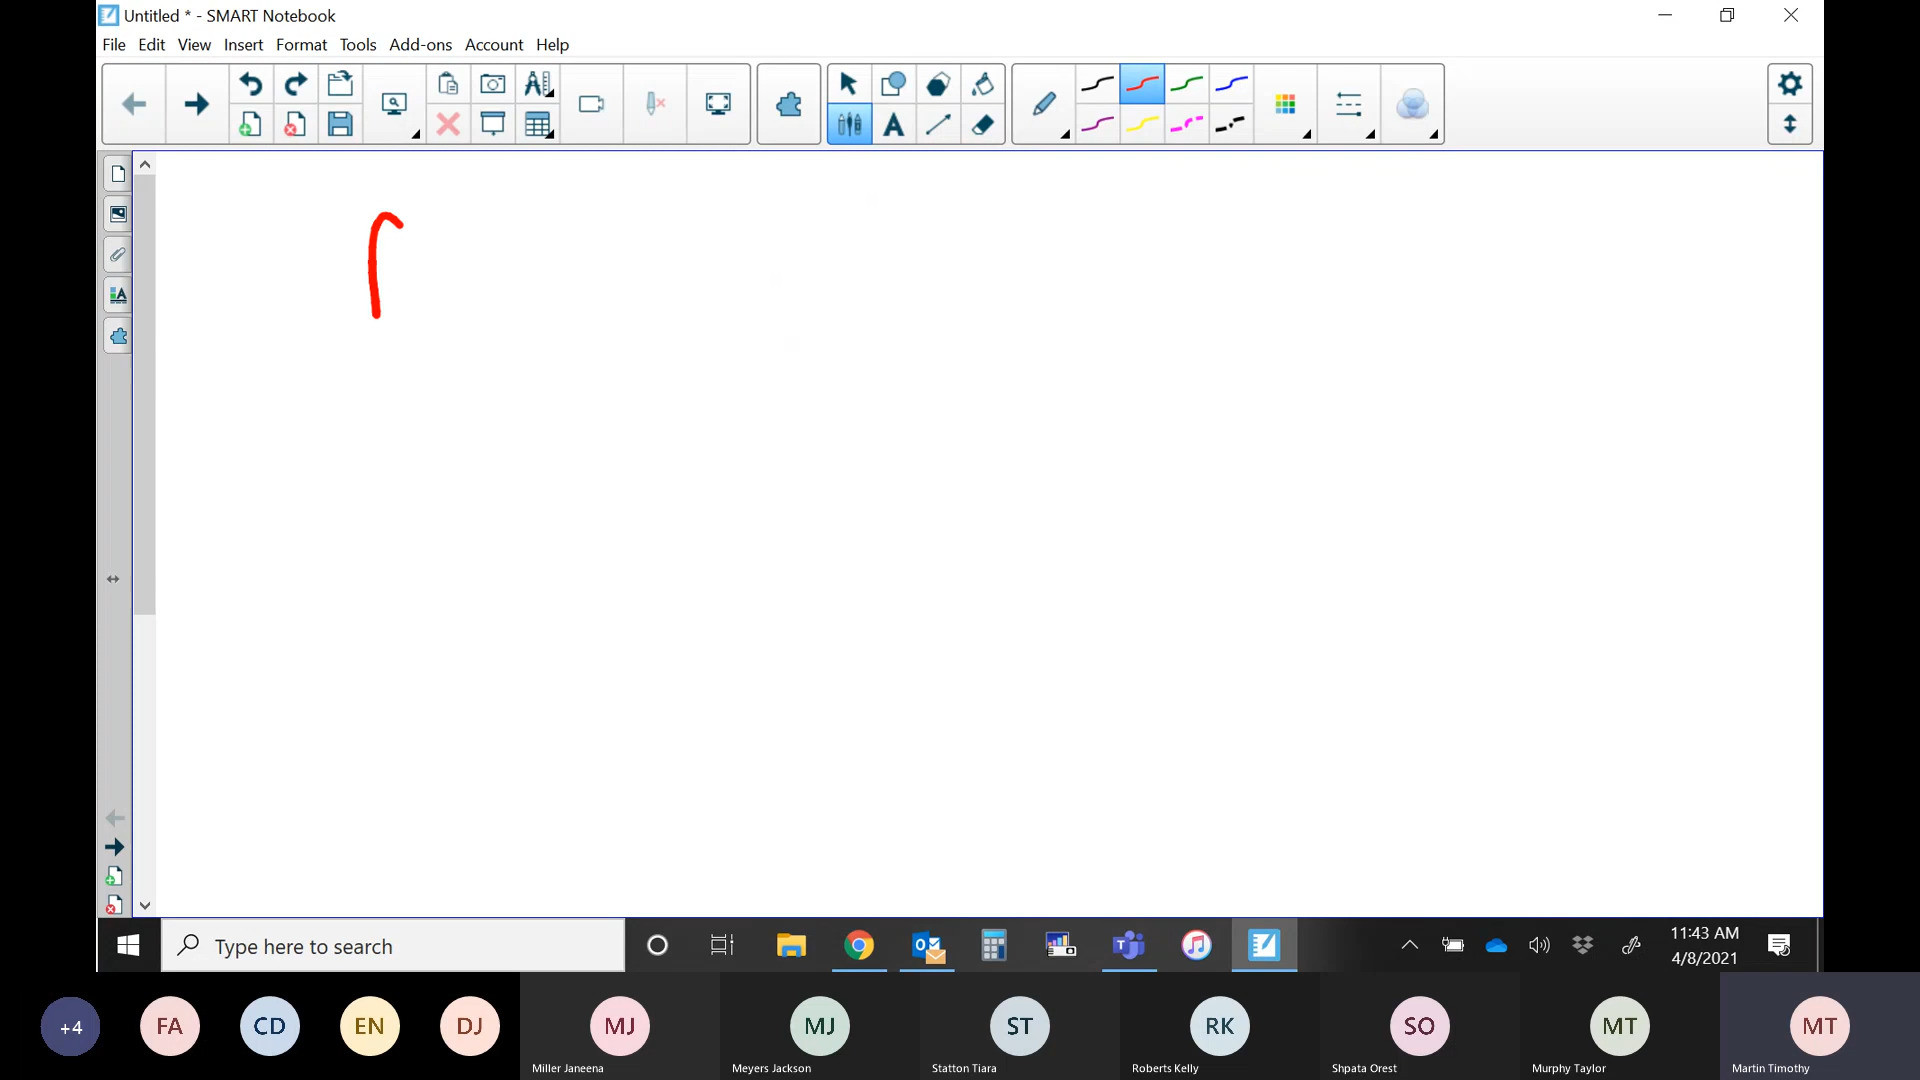 Untitled * - SMART Notebook
File Edit View Insert Format Tools Add-ons Account Help
Type here to search
11:43 AM
4/8/2021
+4
FA
CD
EN
DJ
MJ
MJ
ST
RK
SO
MT
MT
Miller Janeena
Meyers Jackson
Statton Tiara
Roberts Kelly
Shpata Orest
Murphy Taylor
Martin Timothy